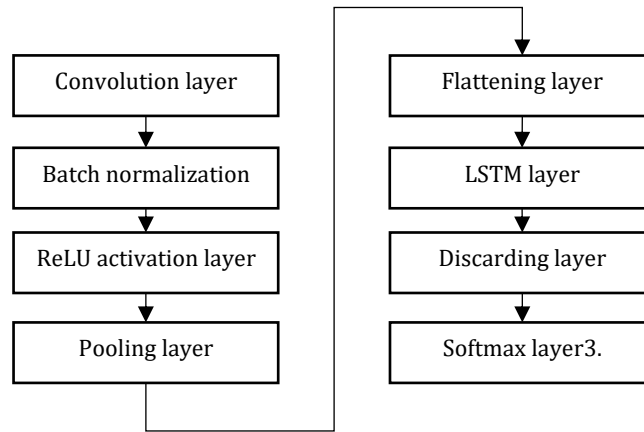 Convolution layer
Batch normalization
ReLU activation layer
Pooling layer
Flattening layer
LSTM layer
Discarding layer
Softmax layer3.